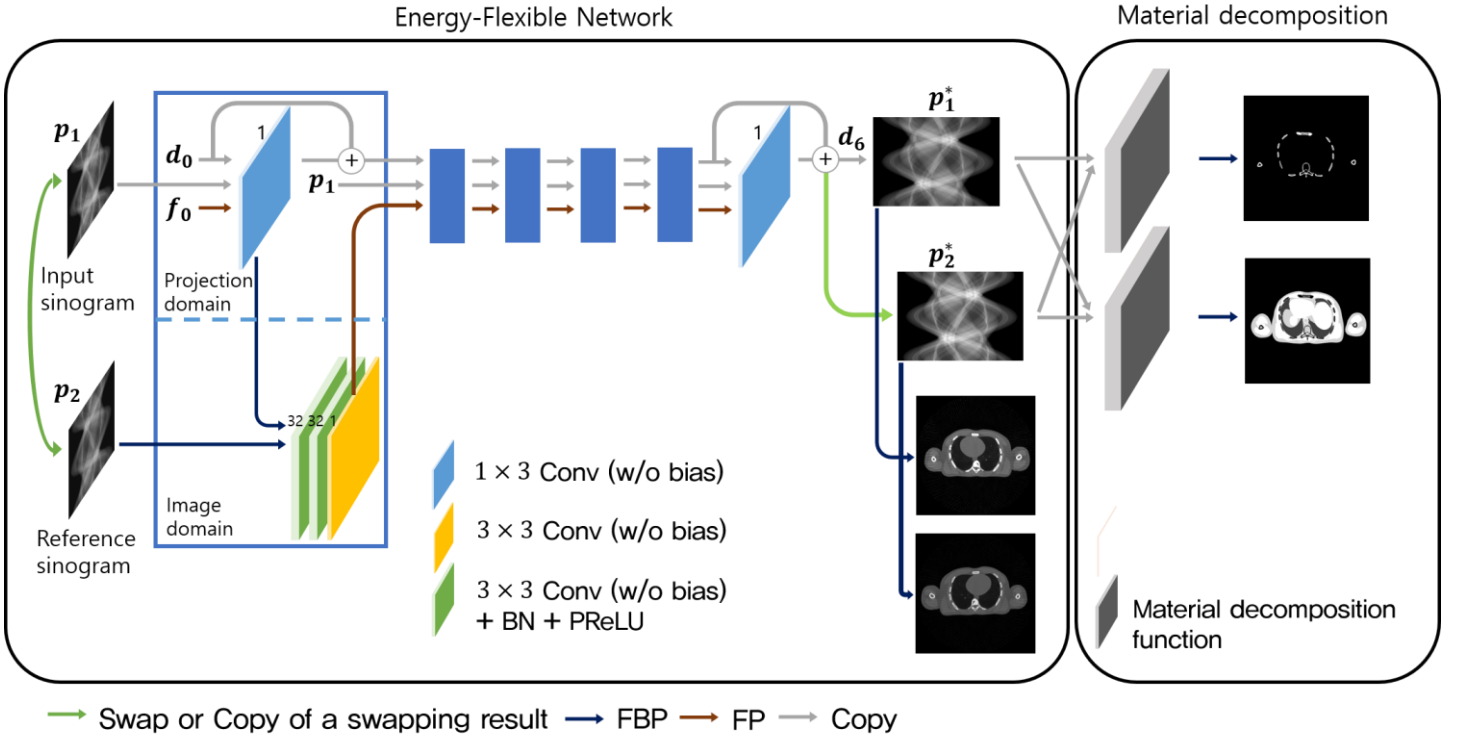 Energy-Flexible Network
Material decomposition
p₁
Input
sinogram
d₀
f₀
1
+
p₁
Projection
domain
p₂
Reference
sinogram
32 32 1
Image
domain
1
+
d₆
p₁*
p₂*
1 × 3 Conv (w/o bias)
3 × 3 Conv (w/o bias)
3 × 3 Conv (w/o bias)
+ BN + PReLU
Material decomposition
function
Swap or Copy of a swapping result FBP FP Copy